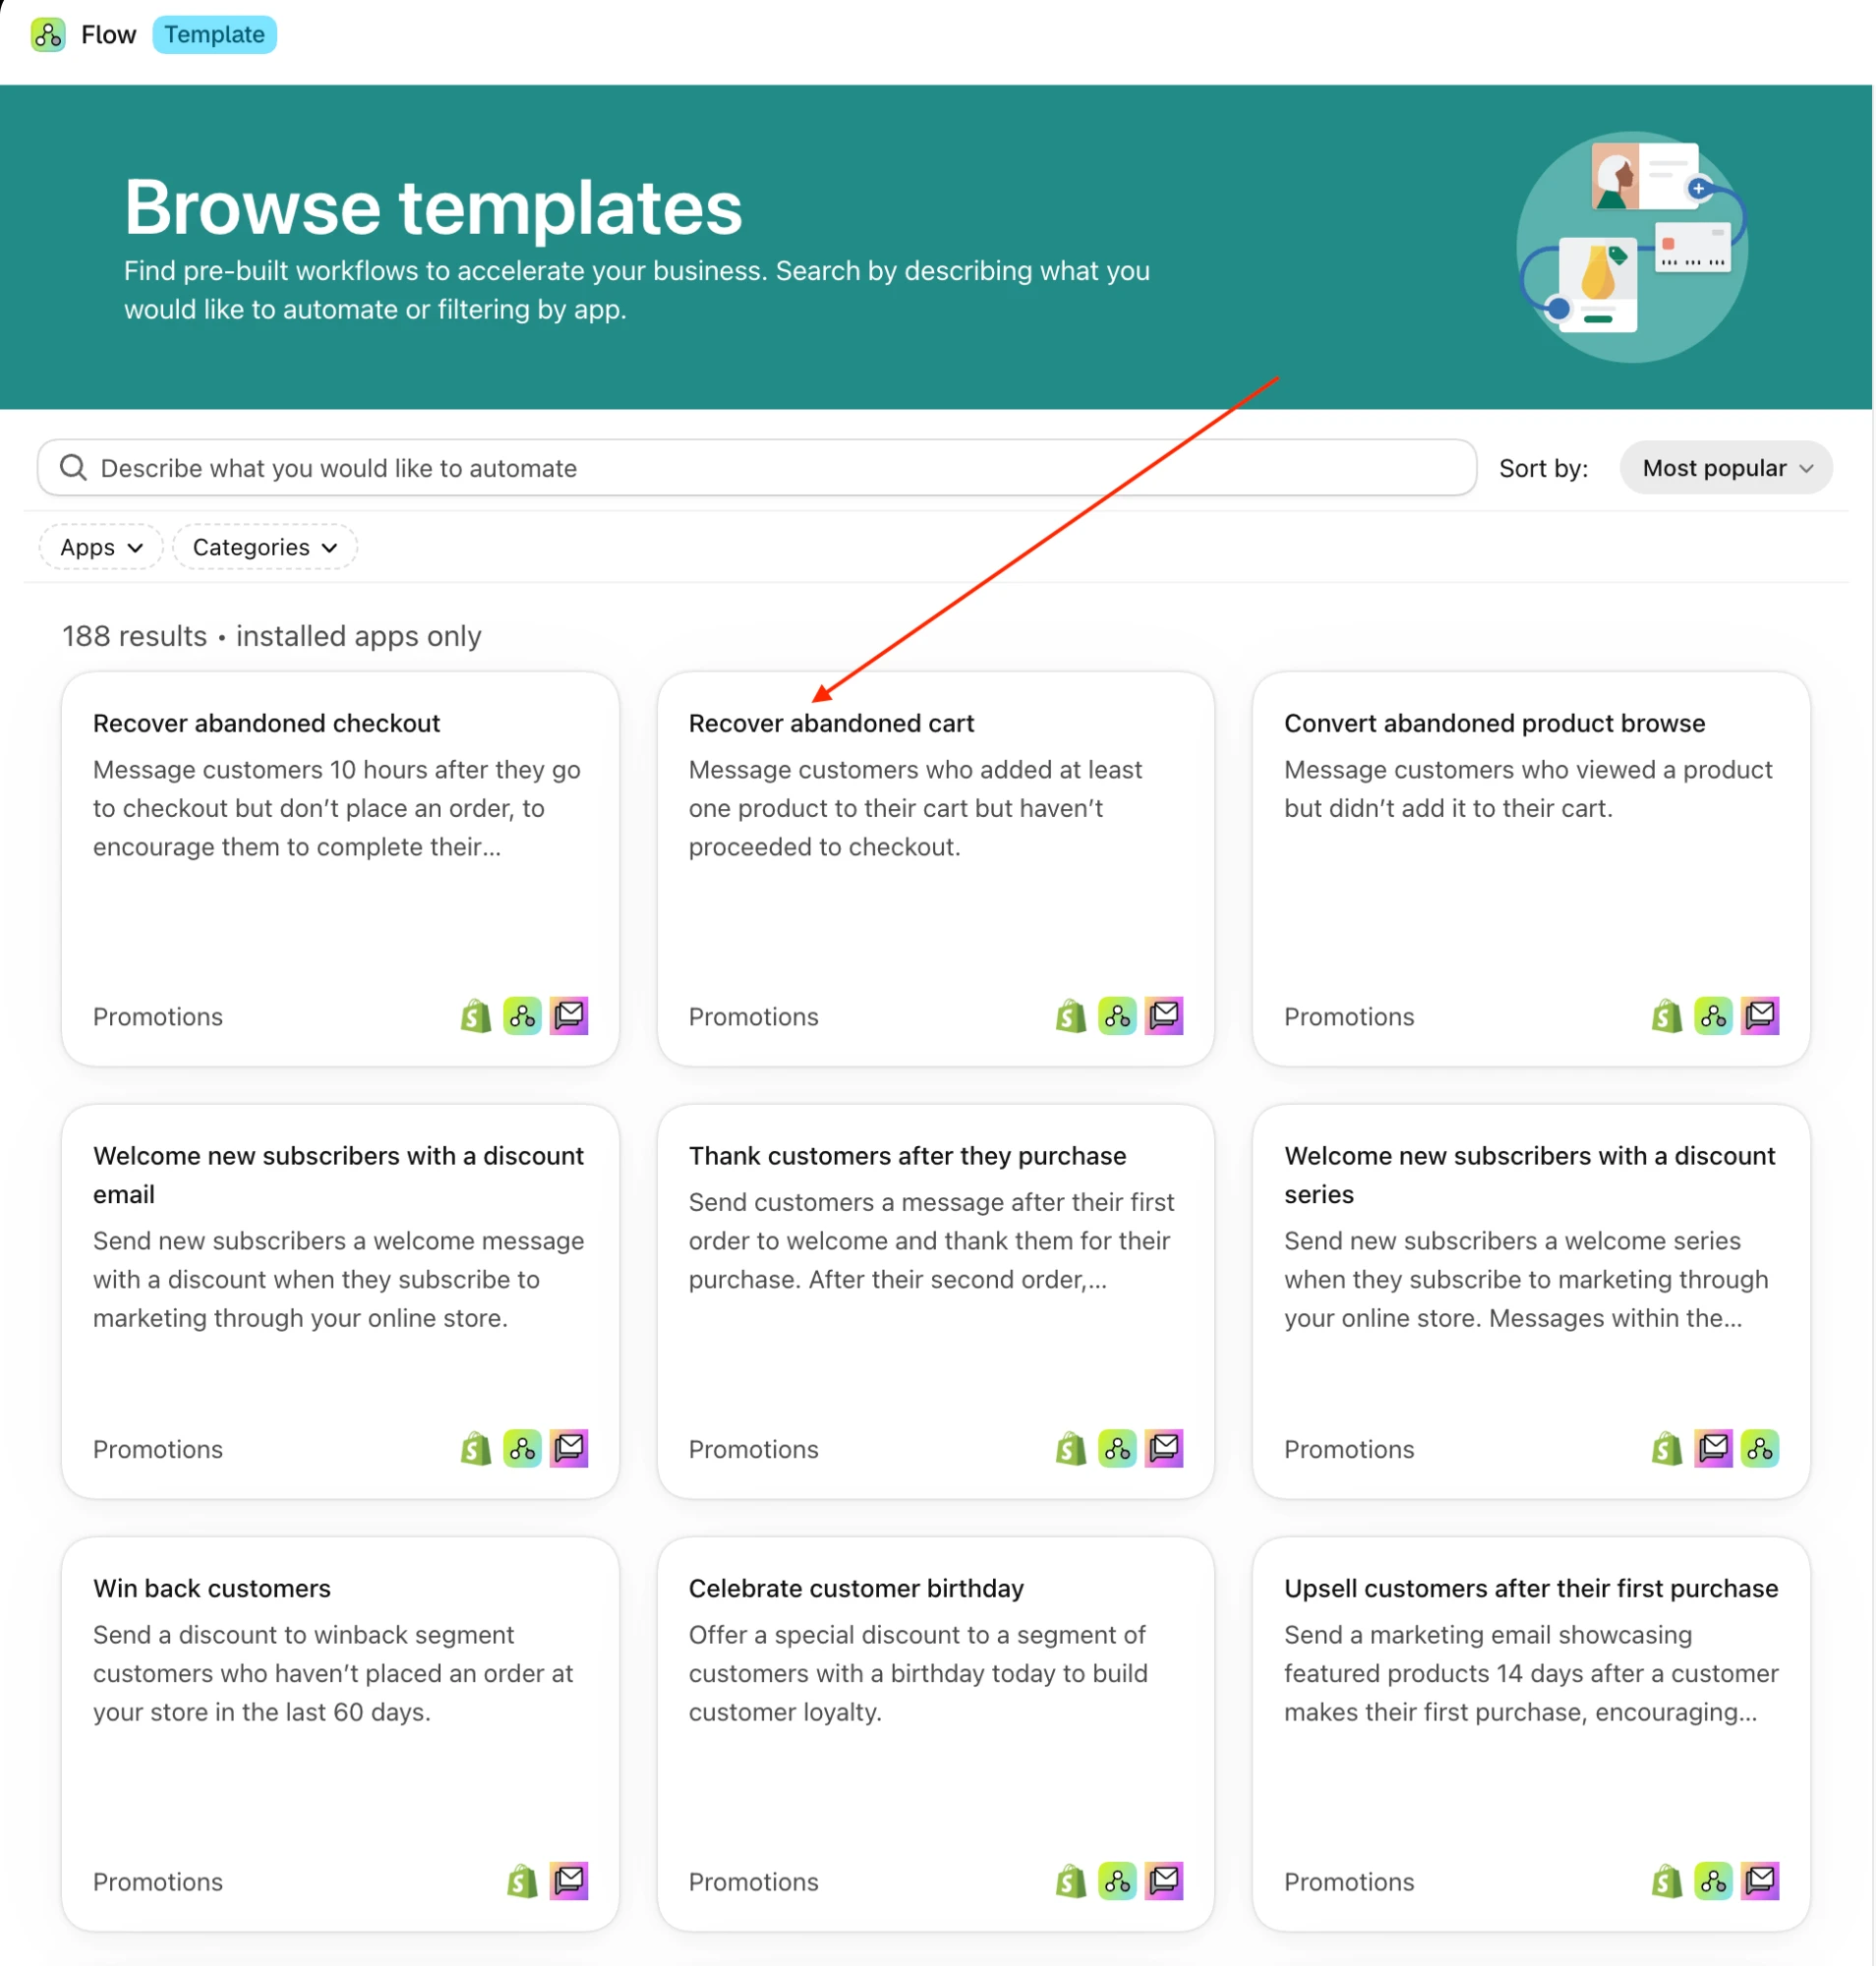 Flow Template
Browse templates
Find pre-built workflows to accelerate your business. Search by describing what you
would like to automate or filtering by app.
Describe what you would like to automate
Sort by: Most popular
Apps Categories
188 results • installed apps only
Recover abandoned checkout
Message customers 10 hours after they go
to checkout but don’t place an order, to
encourage them to complete their...
Promotions
Recover abandoned cart
Message customers who added at least
one product to their cart but haven’t
proceeded to checkout.
Promotions
Convert abandoned product browse
Message customers who viewed a product
but didn’t add it to their cart.
Promotions
Welcome new subscribers with a discount
email
Send new subscribers a welcome message
with a discount when they subscribe to
marketing through your online store.
Promotions
Thank customers after they purchase
Send customers a message after their first
order to welcome and thank them for their
purchase. After their second order,...
Promotions
Welcome new subscribers with a discount
series
Send new subscribers a welcome series
when they subscribe to marketing through
your online store. Messages within the...
Promotions
Win back customers
Send a discount to winback segment
customers who haven’t placed an order at
your store in the last 60 days.
Promotions
Celebrate customer birthday
Offer a special discount to a segment of
customers with a birthday today to build
customer loyalty.
Promotions
Upsell customers after their first purchase
Send a marketing email showcasing
featured products 14 days after a customer
makes their first purchase, encouraging...
Promotions